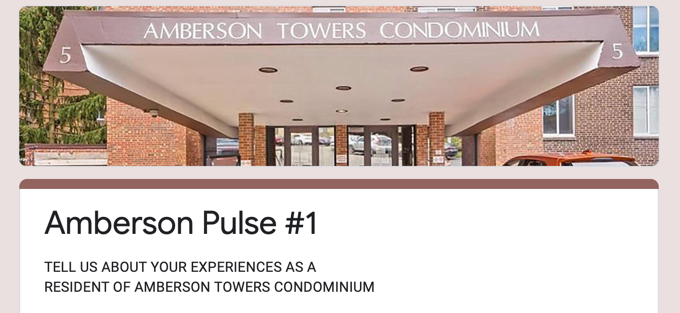 AMBERSON TOWERS CONDOMINIUM
5
5
Amberson Pulse #1
TELL US ABOUT YOUR EXPERIENCES AS A
RESIDENT OF AMBERSON TOWERS CONDOMINIUM